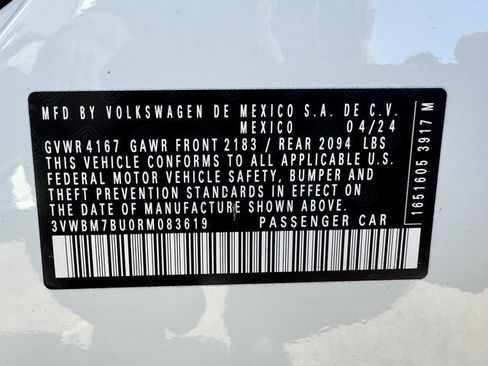 MFD BY VOLKSWAGEN DE MEXICO S.A. DE C.V.
MEXICO 04/24
GVWR 4167 GAWR FRONT 2183 / REAR 2094 LBS
THIS VEHICLE CONFORMS TO ALL APPLICABLE U.S.
FEDERAL MOTOR VEHICLE SAFETY, BUMPER AND
THEFT PREVENTION STANDARDS IN EFFECT ON
THE DATE OF MANUFACTURE SHOWN ABOVE.
3VWBM7BU0RM083619 PASSENGER CAR
1651605 3917 M